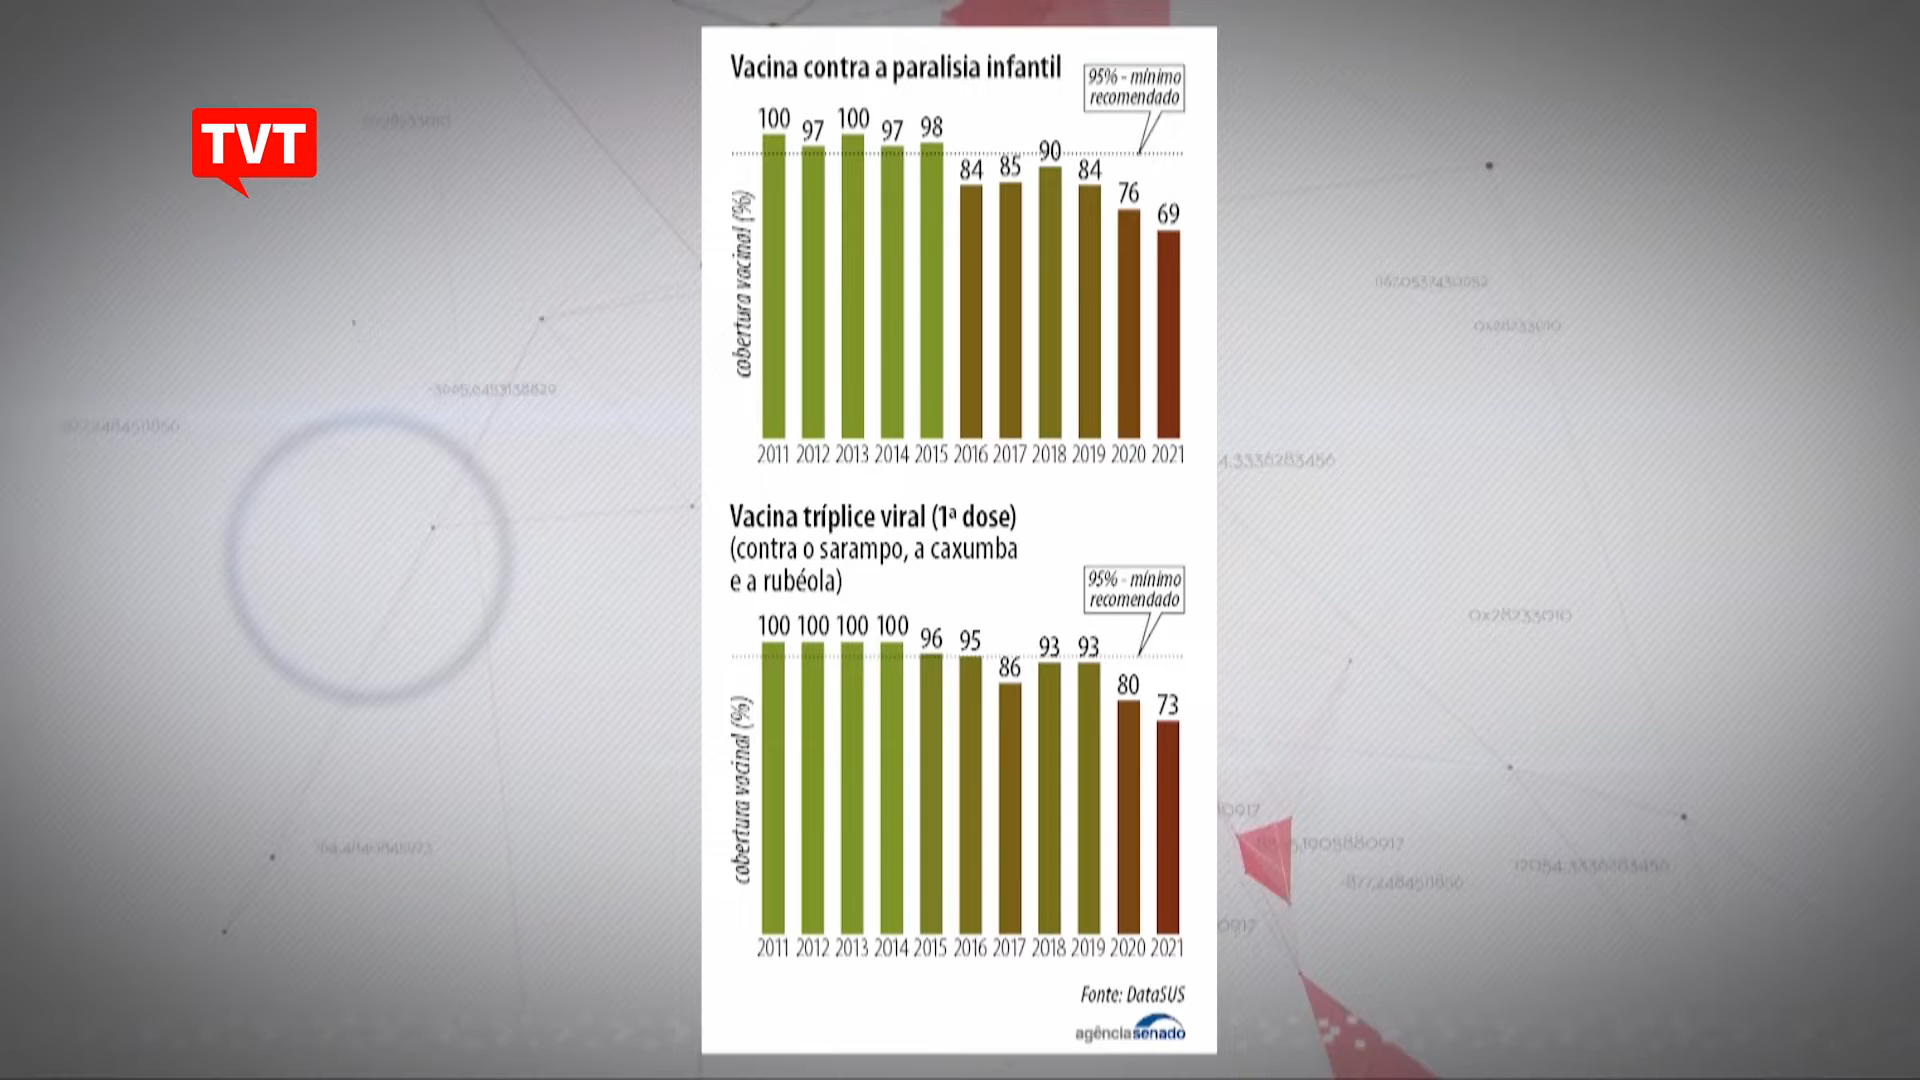 TVT
Vacina contra a paralisia infantil
95% - mínimo
recomendado
100 97 100 97 98 84 85 90 84 76 69
cobertura vacinal (%)
2011 2012 2013 2014 2015 2016 2017 2018 2019 2020 2021
Vacina tríplice viral (1ª dose)
(contra o sarampo, a caxumba
e a rubéola)
95% - mínimo
recomendado
100 100 100 100 96 95 86 93 93 80 73
cobertura vacinal (%)
2011 2012 2013 2014 2015 2016 2017 2018 2019 2020 2021
Fonte: DataSUS
agênciasenado
0x28233010
0x28233010